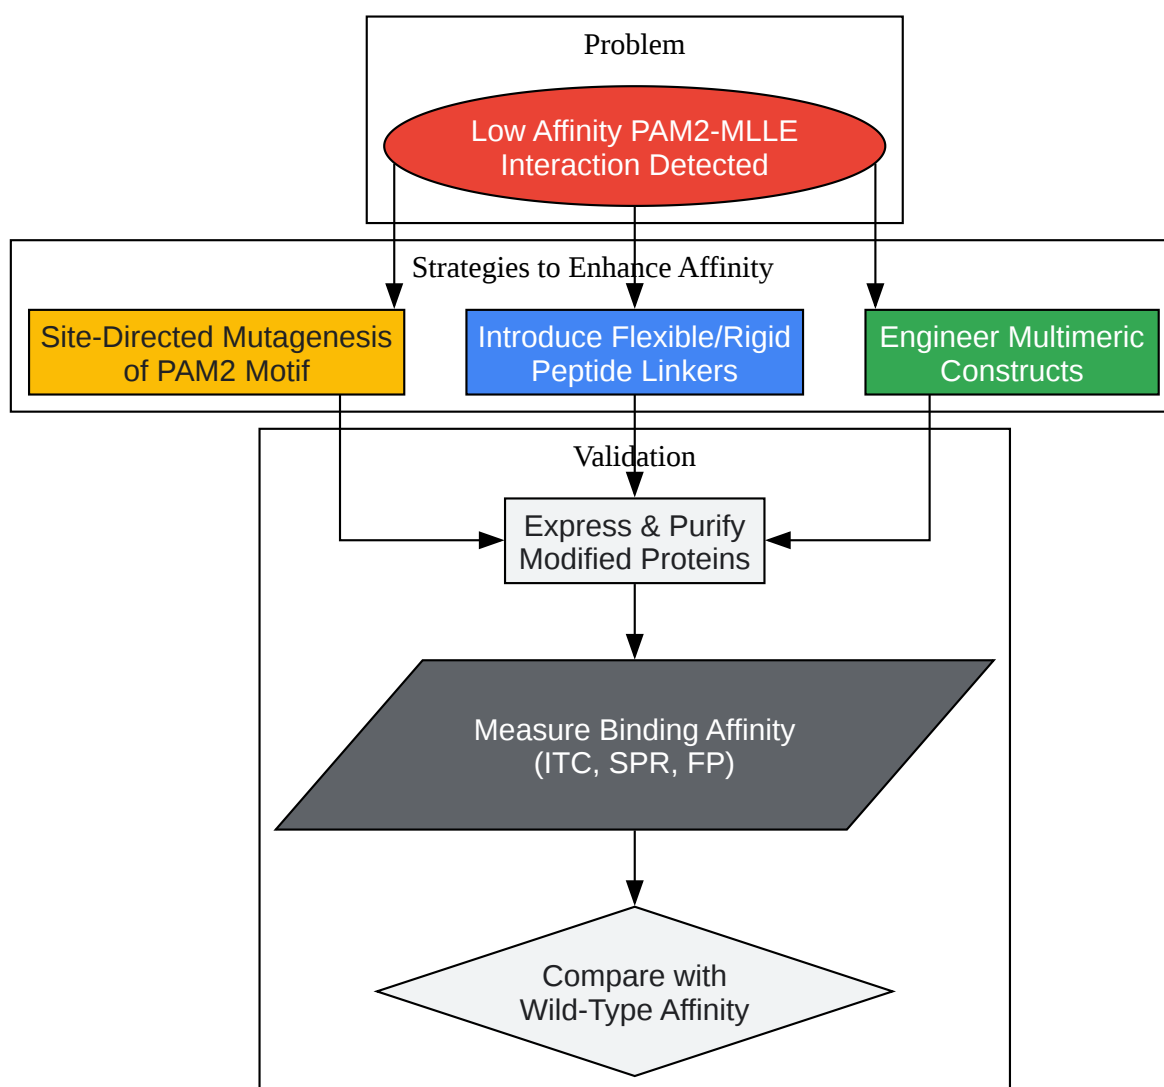 Problem
Low Affinity PAM2-MLLE
Interaction Detected
Strategies to Enhance Affinity
Site-Directed Mutagenesis
of PAM2 Motif
Introduce Flexible/Rigid
Peptide Linkers
Engineer Multimeric
Constructs
Validation
Express & Purify
Modified Proteins
Measure Binding Affinity
(ITC, SPR, FP)
Compare with
Wild-Type Affinity